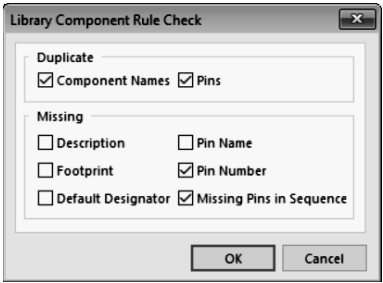 Library Component Rule Check
Duplicate
Component Names Pins
Missing
Description Pin Name
Footprint Pin Number
Default Designator Missing Pins in Sequence
OK Cancel